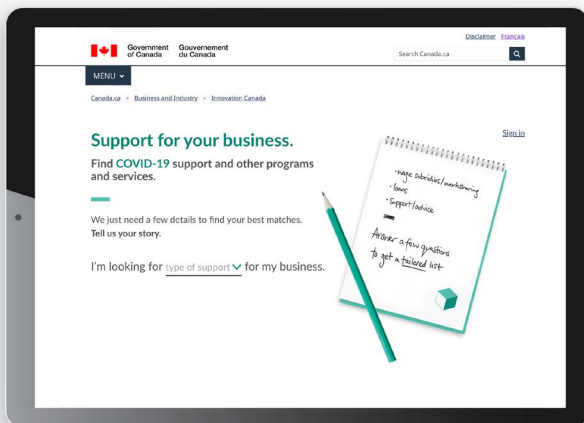 Disclaimer Français
Government of Canada
Gouvernement du Canada
Search Canada.ca
MENU
Canada.ca > Business and Industry > Innovation Canada
Sign in
Support for your business.
Find COVID-19 support and other programs
and services.
We just need a few details to find your best matches.
Tell us your story.
I'm looking for type of support for my business.
· wage subsidies/worksharing
· loans
· Support/advice
Answer a few questions
to get a tailored list